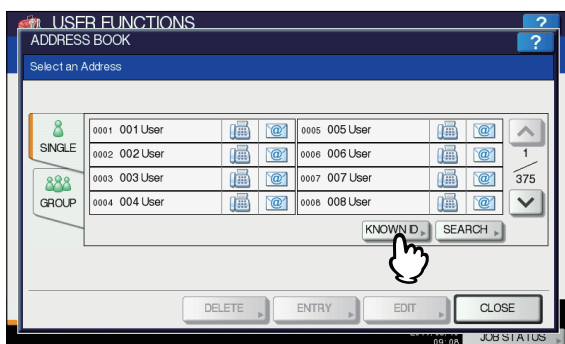 USER FUNCTIONS ?
ADDRESS BOOK ?
Select an Address
SINGLE
GROUP
0001 001 User
0005 005 User
0002 002 User
0006 006 User
0003 003 User
0007 007 User
0004 004 User
0008 008 User
1
375
KNOWN ID
SEARCH
DELETE
ENTRY
EDIT
CLOSE
09:08
JOB STATUS